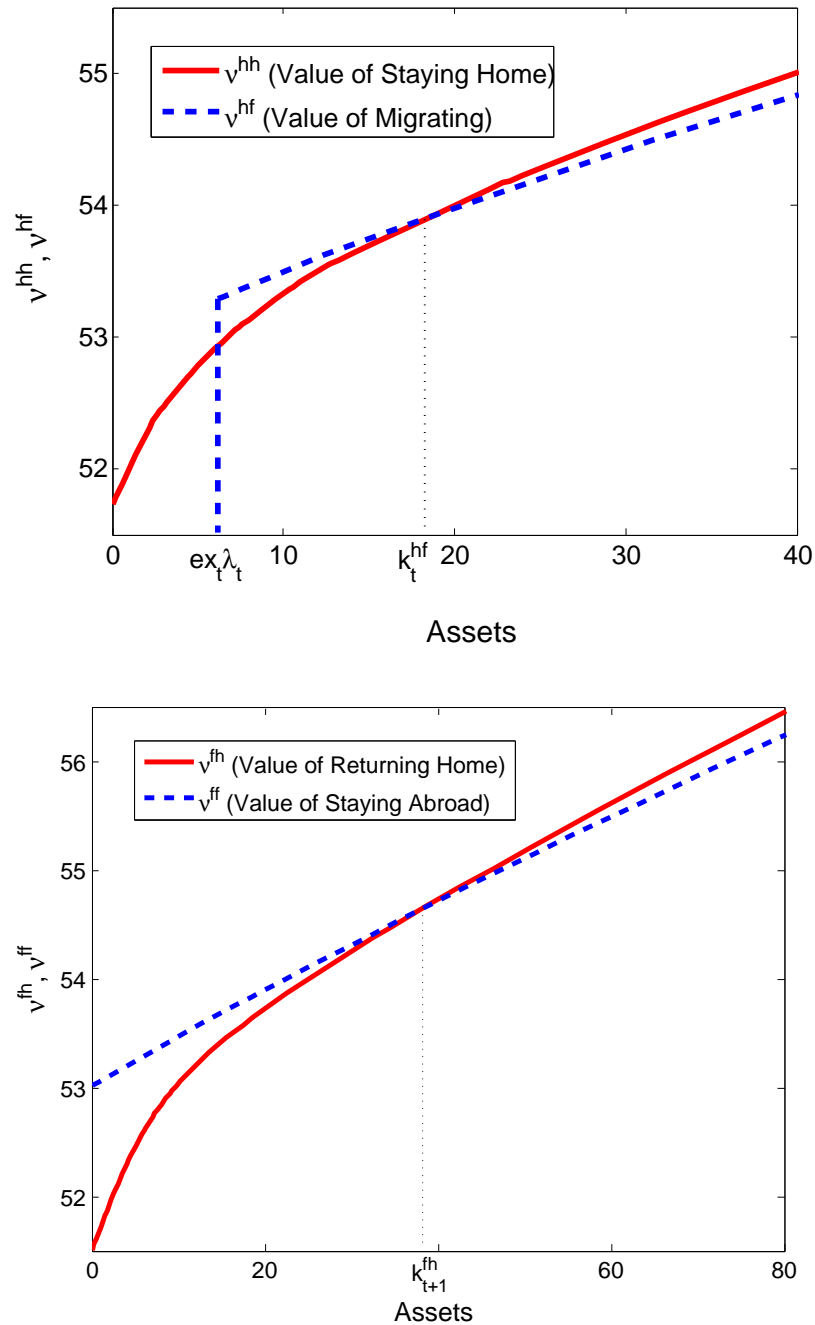 55
54
53
52
ν^hh, ν^hf
ν^hh (Value of Staying Home)
ν^hf (Value of Migrating)
0 ex_tλ_t 10 k_t^hf 20 30 40
Assets
56
55
54
53
52
ν^fh, ν^ff
ν^fh (Value of Returning Home)
ν^ff (Value of Staying Abroad)
0 20 k_{t+1}^fh 60 80
Assets